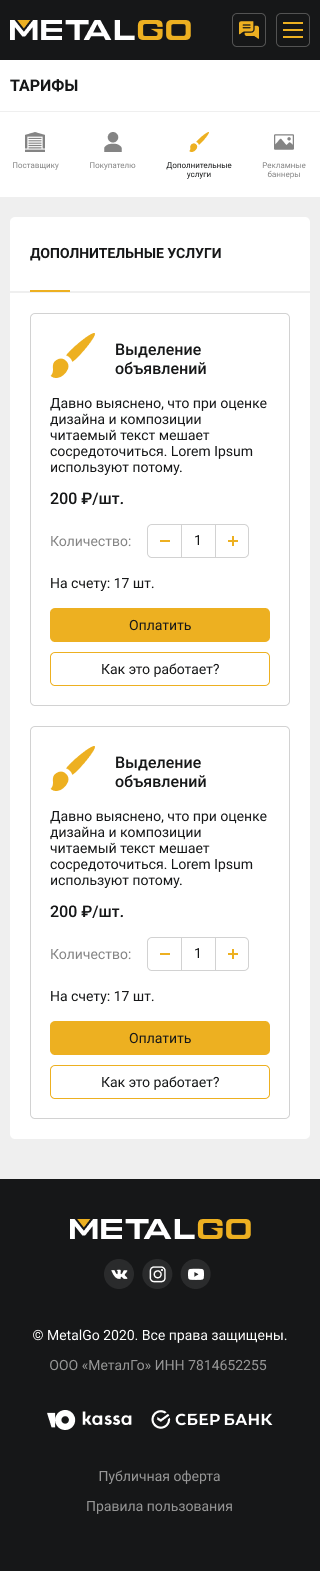 METALGO
ТАРИФЫ
Поставщику
Покупателю
Дополнительные
услуги
Рекламные
баннеры
ДОПОЛНИТЕЛЬНЫЕ УСЛУГИ
Выделение
объявлений
Давно выяснено, что при оценке
дизайна и композиции
читаемый текст мешает
сосредоточиться. Lorem Ipsum
используют потому.
200 ₽/шт.
Количество:
1
На счету: 17 шт.
Оплатить
Как это работает?
Выделение
объявлений
Давно выяснено, что при оценке
дизайна и композиции
читаемый текст мешает
сосредоточиться. Lorem Ipsum
используют потому.
200 ₽/шт.
Количество:
1
На счету: 17 шт.
Оплатить
Как это работает?
METALGO
© MetalGo 2020. Все права защищены.
ООО «МеталГо» ИНН 7814652255
ЮO kassa
СБЕР БАНК
Публичная оферта
Правила пользования